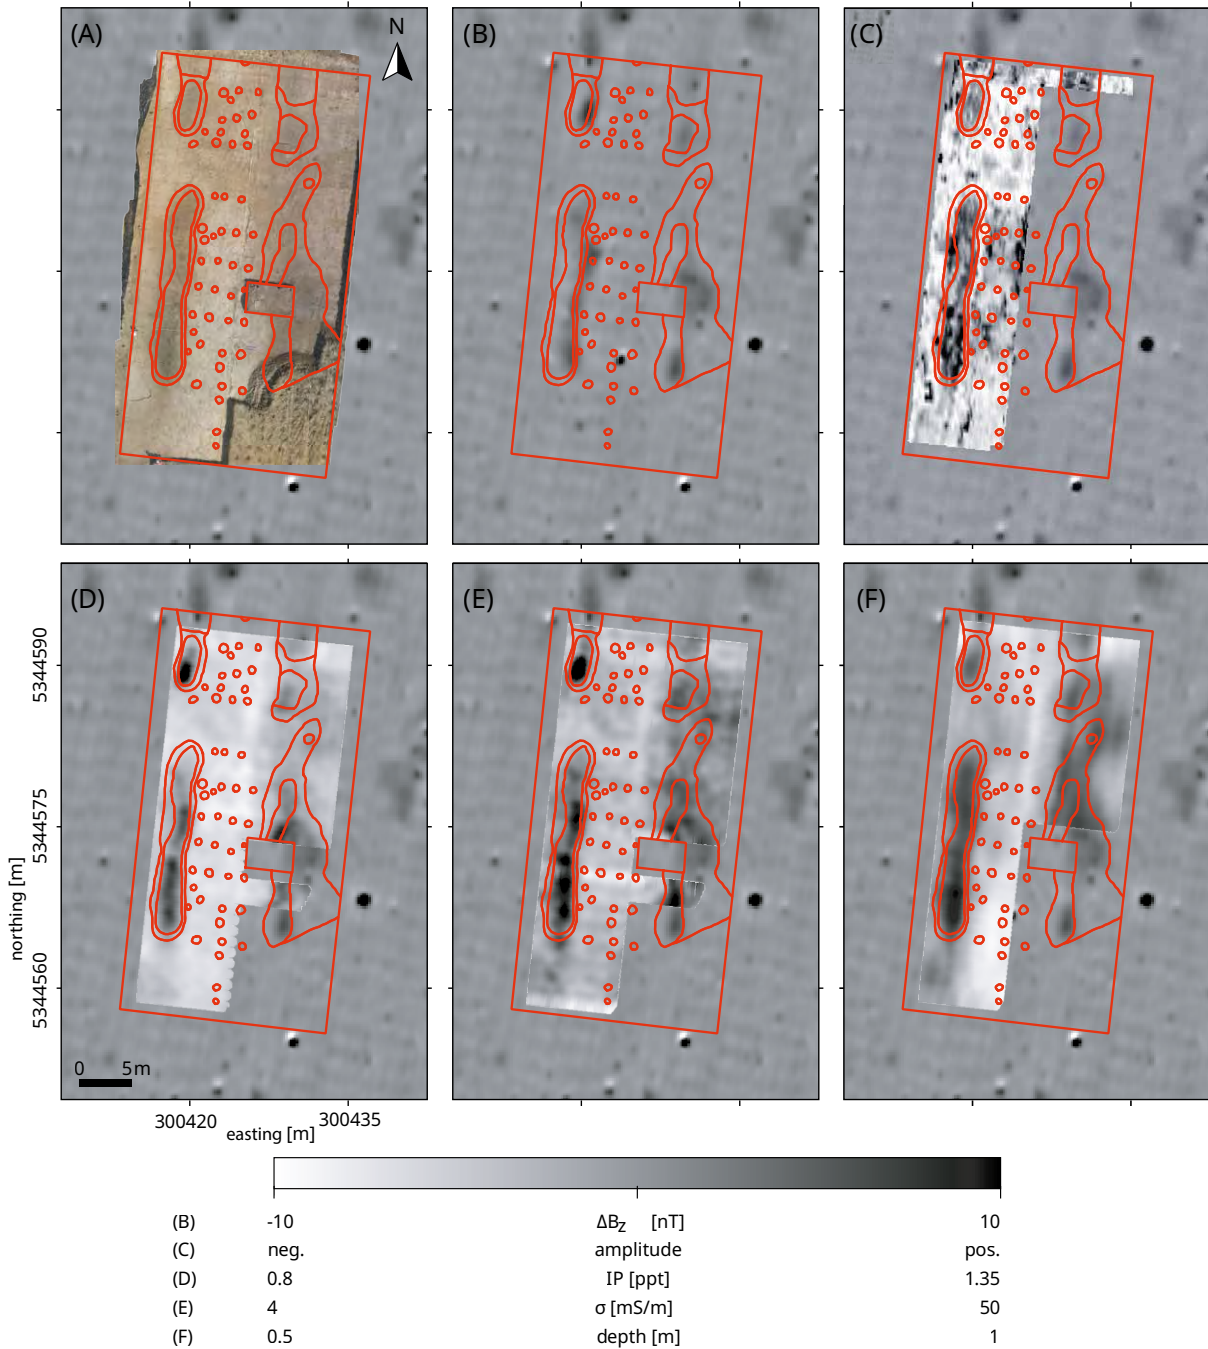 (A)
N
(B)
(C)
(D)
(E)
(F)
5344590
5344575
5344560
northing [m]
0 5m
300420 300435
easting [m]
(B) -10 ΔBZ [nT] 10
(C) neg. amplitude pos.
(D) 0.8 IP [ppt] 1.35
(E) 4 σ [mS/m] 50
(F) 0.5 depth [m] 1